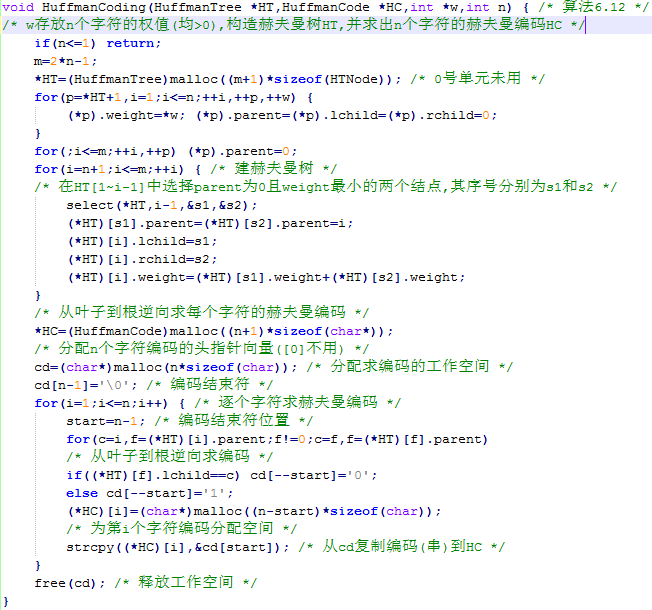 void HuffmanCoding(HuffmanTree *HT,HuffmanCode *HC,int *w,int n) { /* 算法6.12 */
/* w存放n个字符的权值(均>0),构造赫夫曼树HT,并求出n个字符的赫夫曼编码HC */
    if(n<=1) return;
    m=2*n-1;
    *HT=(HuffmanTree)malloc((m+1)*sizeof(HTNode)); /* 0号单元未用 */
    for(p=*HT+1,i=1;i<=n;++i,++p,++w) {
        (*p).weight=*w; (*p).parent=(*p).lchild=(*p).rchild=0;
    }
    for(;i<=m;++i,++p) (*p).parent=0;
    for(i=n+1;i<=m;++i) { /* 建赫夫曼树 */
    /* 在HT[1~i-1]中选择parent为0且weight最小的两个结点,其序号分别为s1和s2 */
        select(*HT,i-1,&s1,&s2);
        (*HT)[s1].parent=(*HT)[s2].parent=i;
        (*HT)[i].lchild=s1;
        (*HT)[i].rchild=s2;
        (*HT)[i].weight=(*HT)[s1].weight+(*HT)[s2].weight;
    }
    /* 从叶子到根逆向求每个字符的赫夫曼编码 */
    *HC=(HuffmanCode)malloc((n+1)*sizeof(char*));
    /* 分配n个字符编码的头指针向量([0]不用) */
    cd=(char*)malloc(n*sizeof(char)); /* 分配求编码的工作空间 */
    cd[n-1]='\0'; /* 编码结束符 */
    for(i=1;i<=n;i++) { /* 逐个字符求赫夫曼编码 */
        start=n-1; /* 编码结束符位置 */
        for(c=i,f=(*HT)[i].parent;f!=0;c=f,f=(*HT)[f].parent)
        /* 从叶子到根逆向求编码 */
        if((*HT)[f].lchild==c) cd[--start]='0';
        else cd[--start]='1';
        (*HC)[i]=(char*)malloc((n-start)*sizeof(char));
        /* 为第i个字符编码分配空间 */
        strcpy((*HC)[i],&cd[start]); /* 从cd复制编码(串)到HC */
    }
    free(cd); /* 释放工作空间 */
}